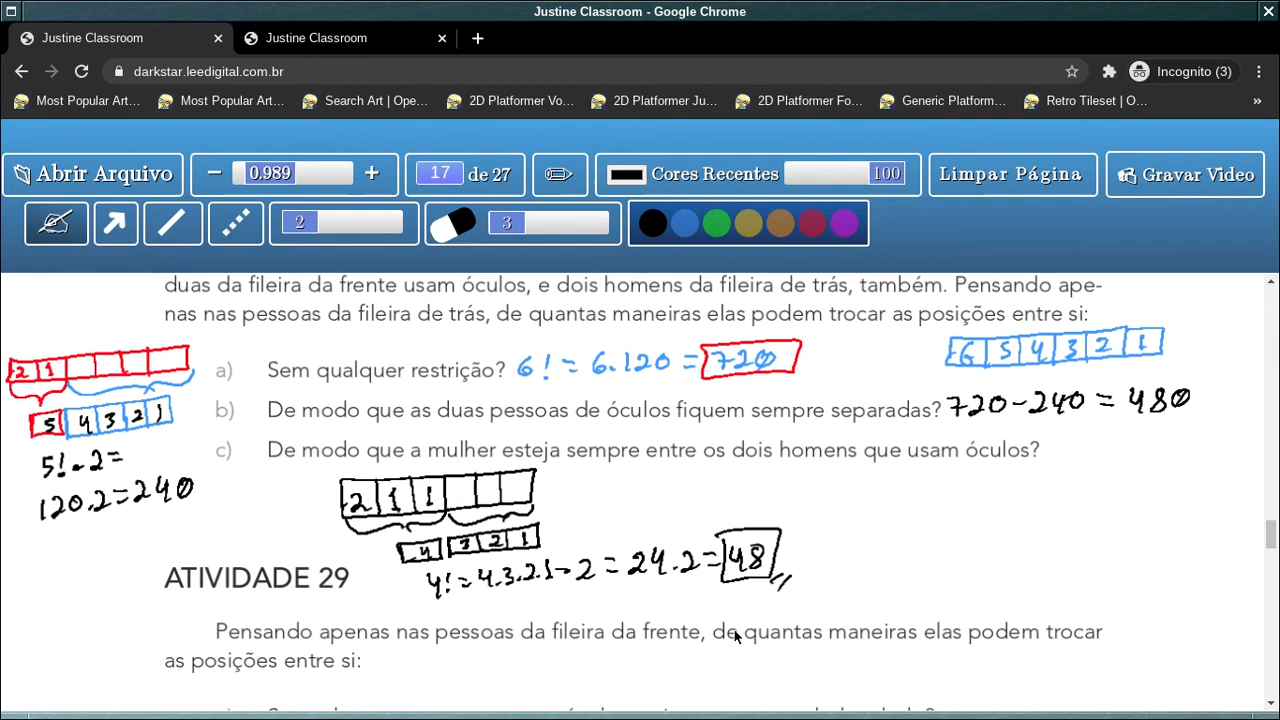 Justine Classroom - Google Chrome
Justine Classroom
Justine Classroom
darkstar.leedigital.com.br
Incognito (3)
Most Popular Art…
Most Popular Art…
Search Art | Ope…
2D Platformer Vo…
2D Platformer Ju…
2D Platformer Fo…
Generic Platform…
Retro Tileset | O…
Abrir Arquivo
− 0,989 +
17 de 27
Cores Recentes 100
Limpar Página
Gravar Video
2
3
duas da fileira da frente usam óculos, e dois homens da fileira de trás, também. Pensando ape-
nas nas pessoas da fileira de trás, de quantas maneiras elas podem trocar as posições entre si:
6 5 4 3 2 1
2 1 1
a) Sem qualquer restrição? 6! = 6.120 = 720
5 4 3 2 1
b) De modo que as duas pessoas de óculos fiquem sempre separadas? 720-240 = 480
5!.2=
120.2=240
c) De modo que a mulher esteja sempre entre os dois homens que usam óculos?
2 1 1
4 3 2 1
4! = 4.3.2.1 . 2 = 24.2 = 48
ATIVIDADE 29
Pensando apenas nas pessoas da fileira da frente, de quantas maneiras elas podem trocar
as posições entre si: